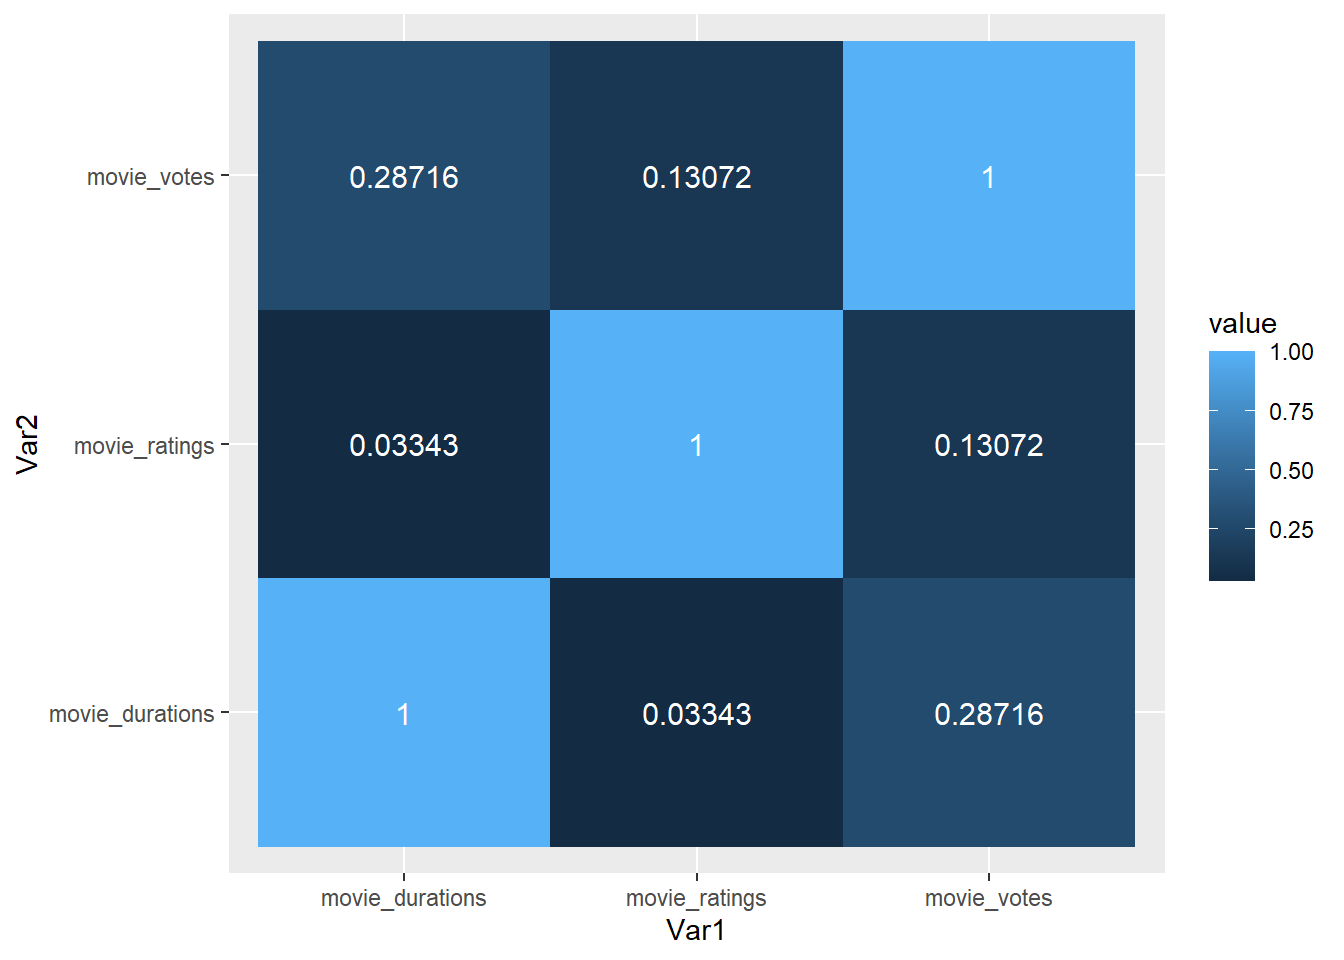 movie_votes
0.28716
0.13072
1
movie_ratings
0.03343
1
0.13072
movie_durations
1
0.03343
0.28716
movie_durations
movie_ratings
movie_votes
Var1
Var2
value
1.00
0.75
0.50
0.25